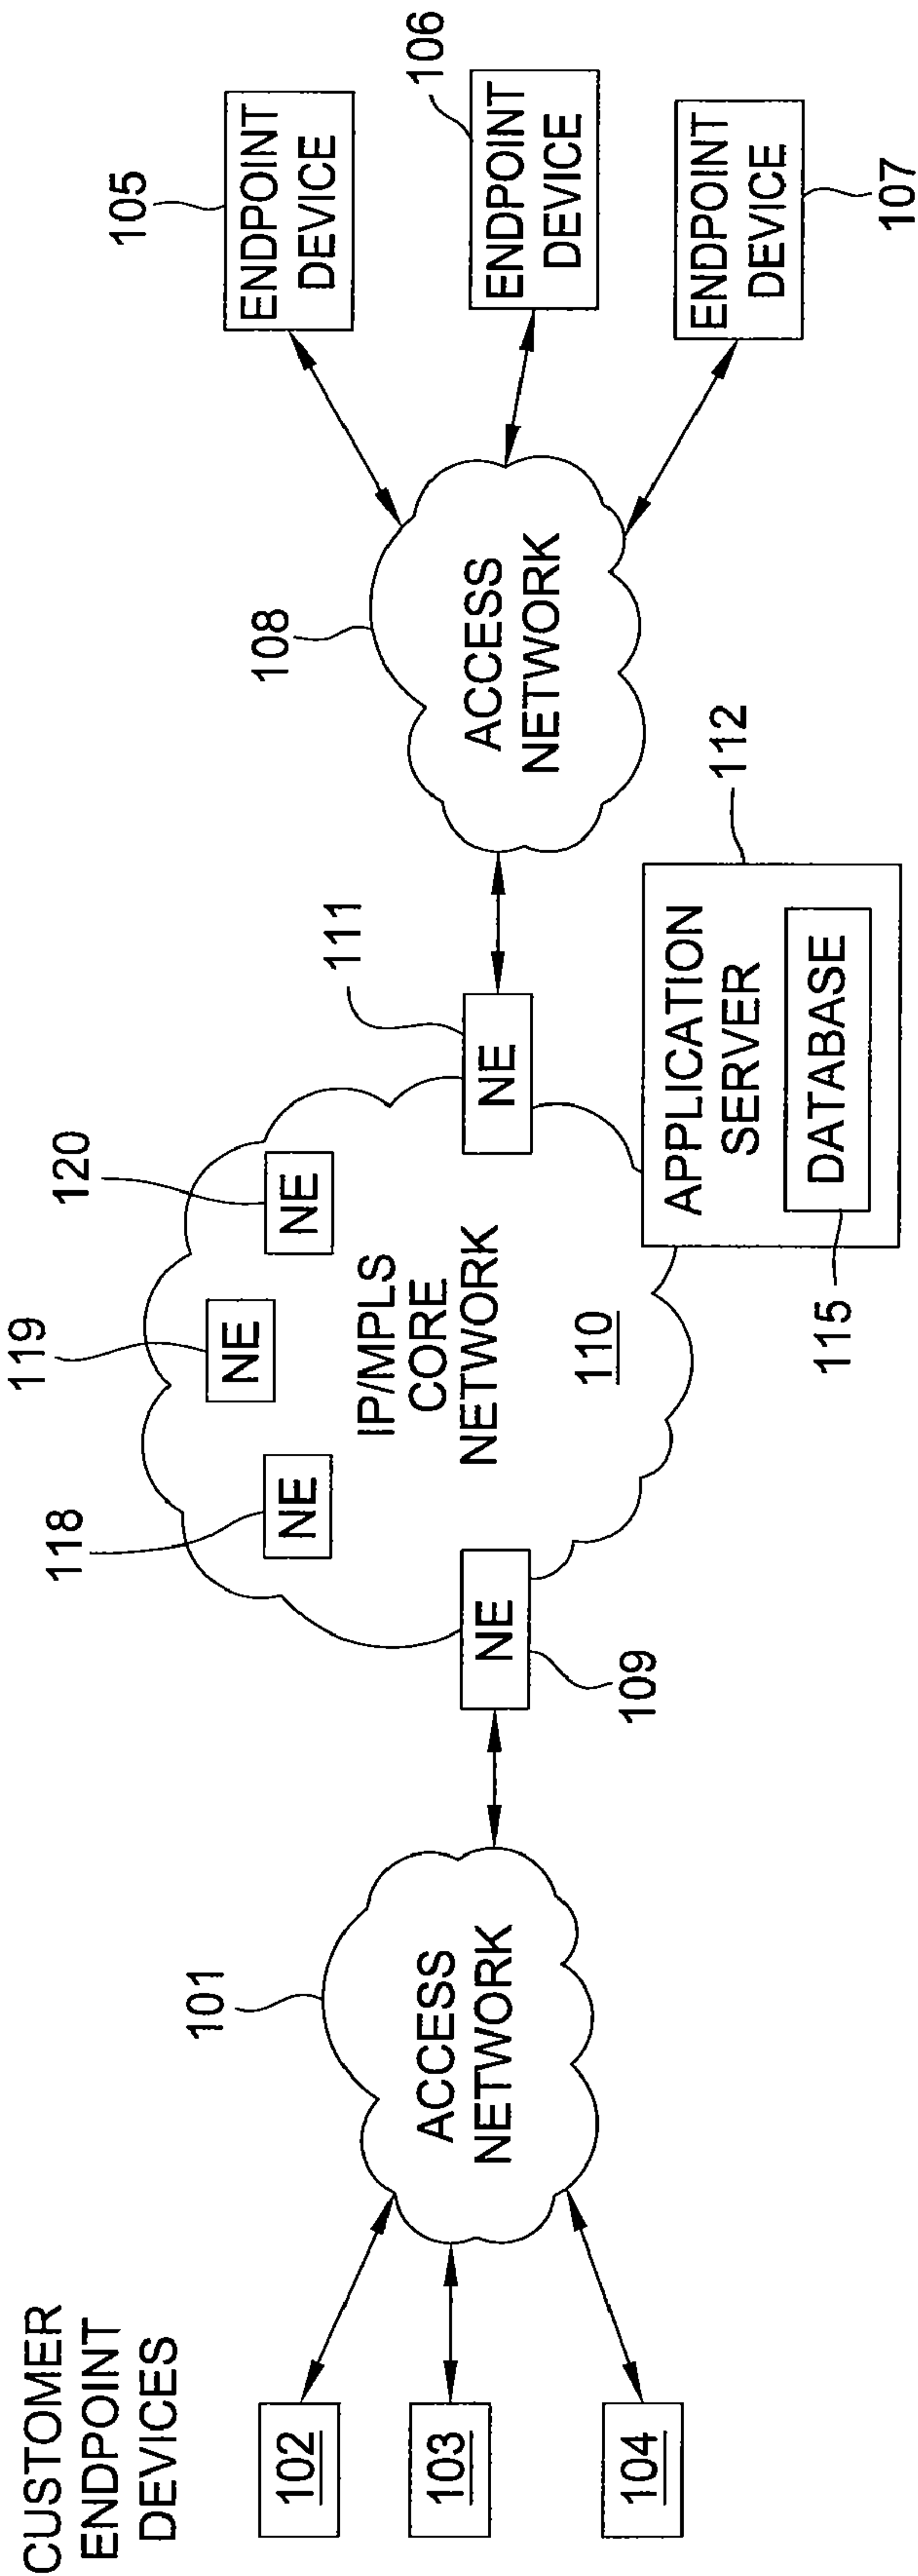 CUSTOMER
ENDPOINT
DEVICES
102
103
104
101
ACCESS
NETWORK
109
NE
118
NE
119
NE
120
NE
IP/MPLS
CORE
NETWORK
110
111
NE
APPLICATION
SERVER
DATABASE
115
112
108
ACCESS
NETWORK
105
ENDPOINT
DEVICE
106
ENDPOINT
DEVICE
ENDPOINT
DEVICE
107